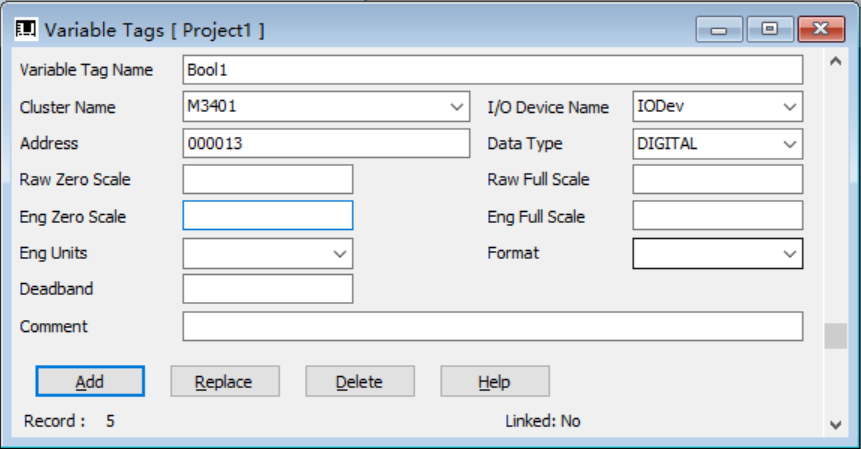 Variable Tags [ Project1 ]
Variable Tag Name Bool1
Cluster Name M3401 I/O Device Name IODev
Address 000013 Data Type DIGITAL
Raw Zero Scale Raw Full Scale
Eng Zero Scale Eng Full Scale
Eng Units Format
Deadband
Comment
Add Replace Delete Help
Record : 5 Linked: No